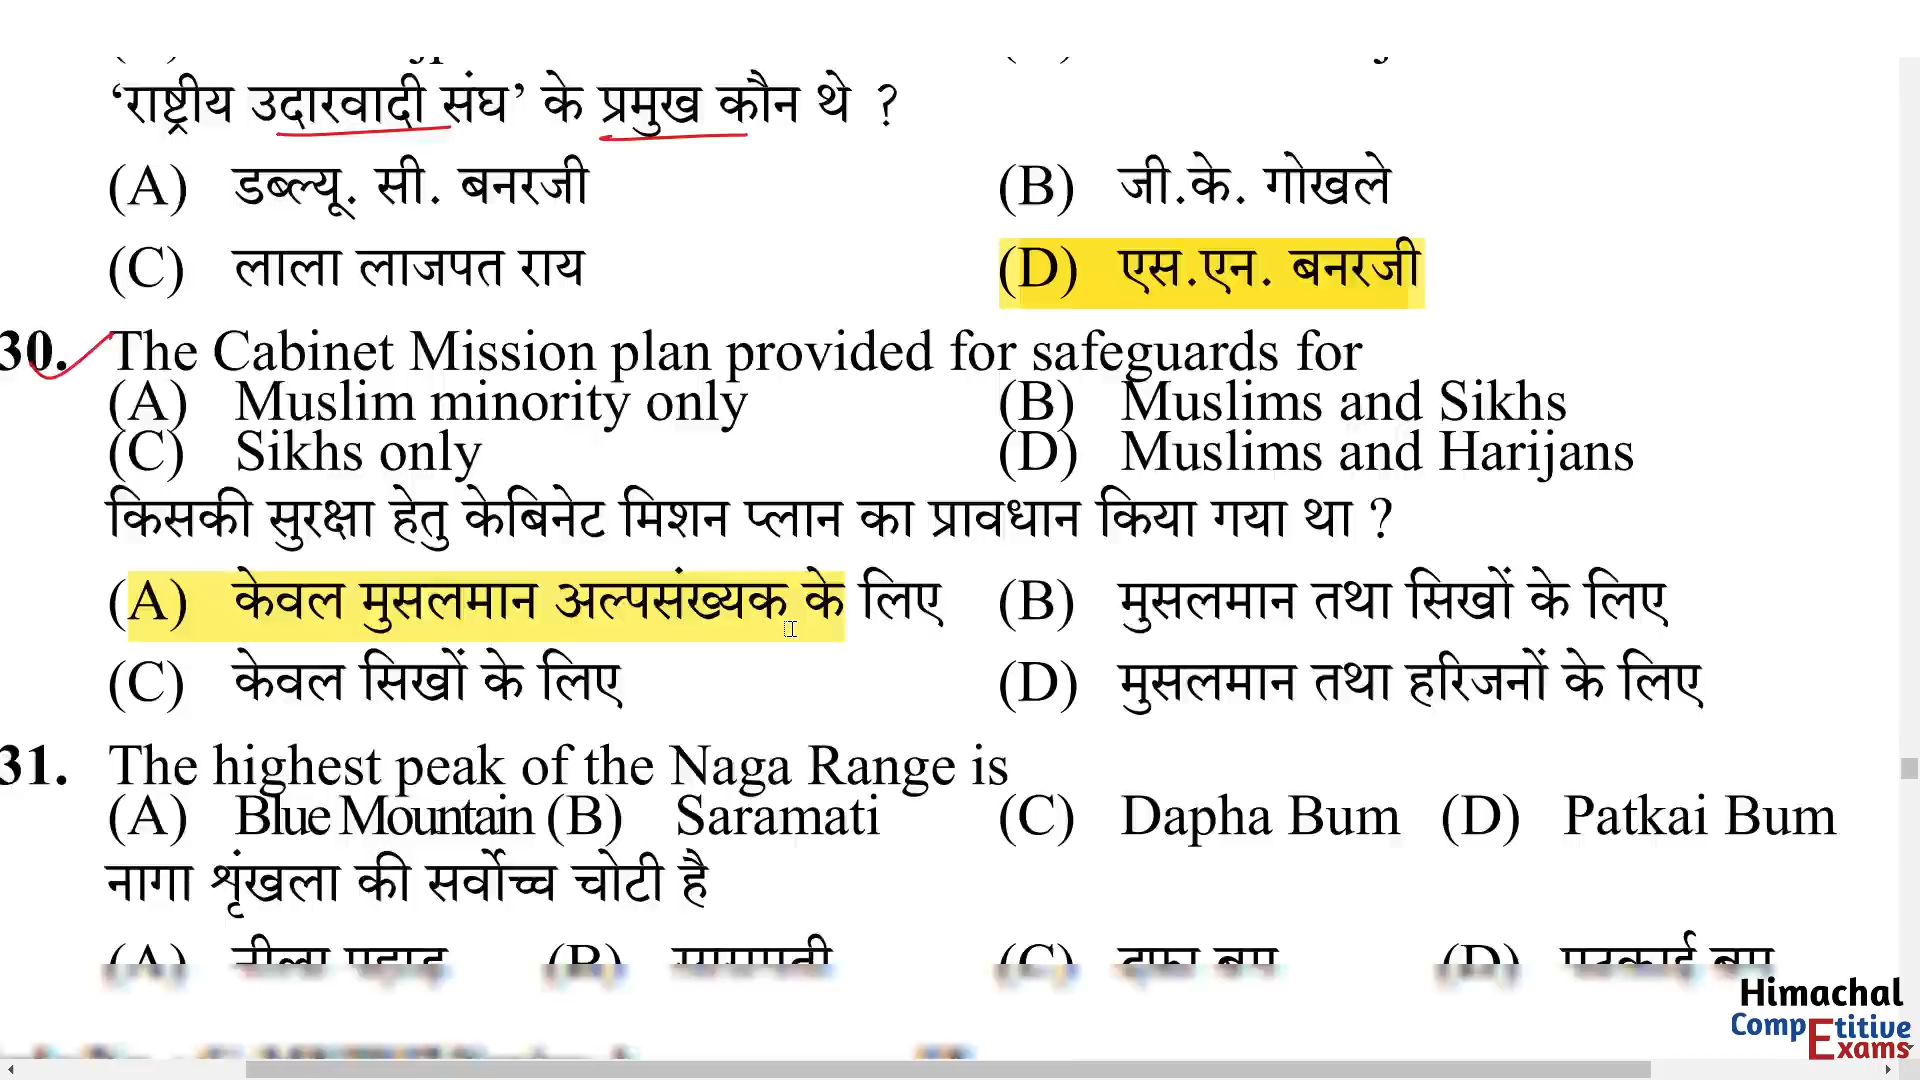 ‘राष्ट्रीय उदारवादी संघ’ के प्रमुख कौन थे ?
(A) डब्ल्यू. सी. बनरजी (B) जी.के. गोखले
(C) लाला लाजपत राय (D) एस.एन. बनरजी
30. The Cabinet Mission plan provided for safeguards for
(A) Muslim minority only (B) Muslims and Sikhs
(C) Sikhs only (D) Muslims and Harijans
किसकी सुरक्षा हेतु केबिनेट मिशन प्लान का प्रावधान किया गया था ?
(A) केवल मुसलमान अल्पसंख्यक के लिए (B) मुसलमान तथा सिखों के लिए
(C) केवल सिखों के लिए (D) मुसलमान तथा हरिजनों के लिए
31. The highest peak of the Naga Range is
(A) Blue Mountain (B) Saramati (C) Dapha Bum (D) Patkai Bum
नागा श्रृंखला की सर्वोच्च चोटी है
(A) (B) (C) (D)
Himachal
Competitive
Exams